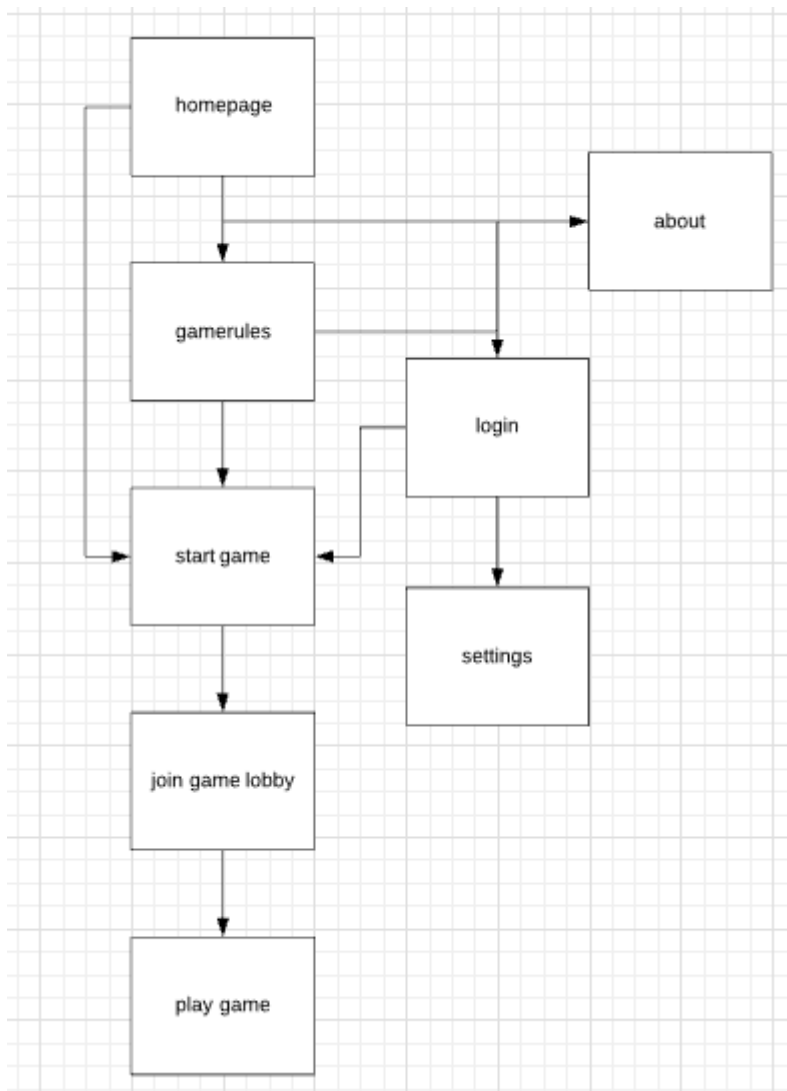 homepage
about
gamerules
login
start game
settings
join game lobby
play game